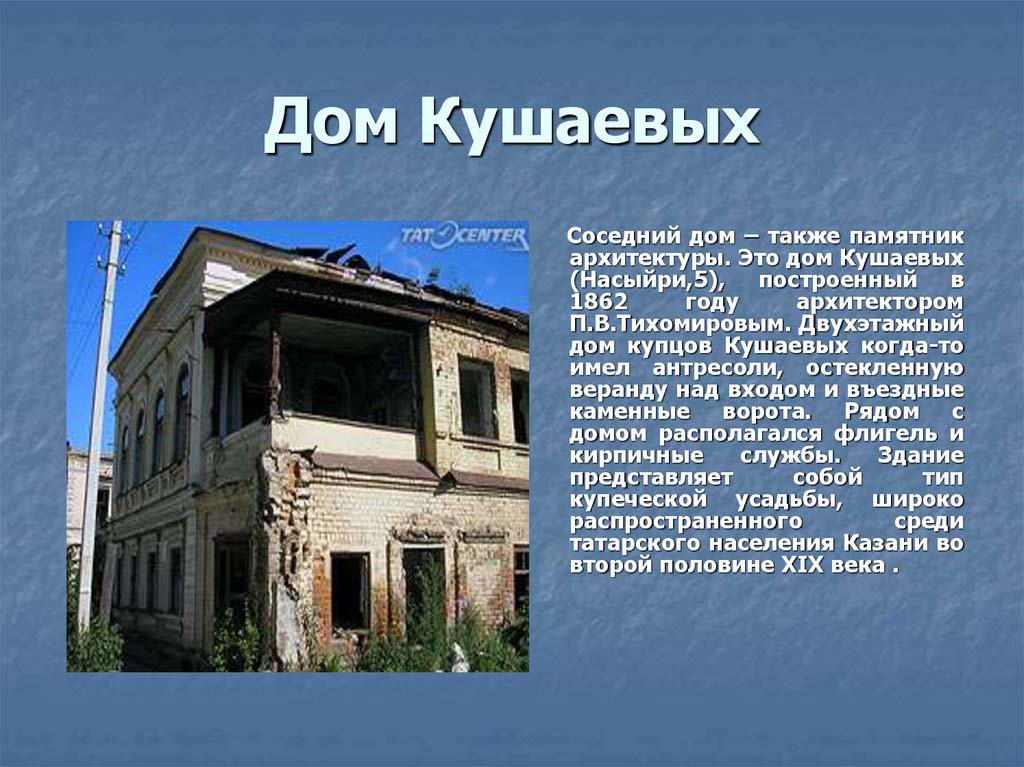 Дом Кушаевых
TATCENTER
Соседний дом – также памятник
архитектуры. Это дом Кушаевых
(Насыйри,5), построенный в
1862 году архитектором
П.В.Тихомировым. Двухэтажный
дом купцов Кушаевых когда-то
имел антресоли, остекленную
веранду над входом и въездные
каменные ворота. Рядом с
домом располагался флигель и
кирпичные службы. Здание
представляет собой тип
купеческой усадьбы, широко
распространенного среди
татарского населения Казани во
второй половине XIX века .